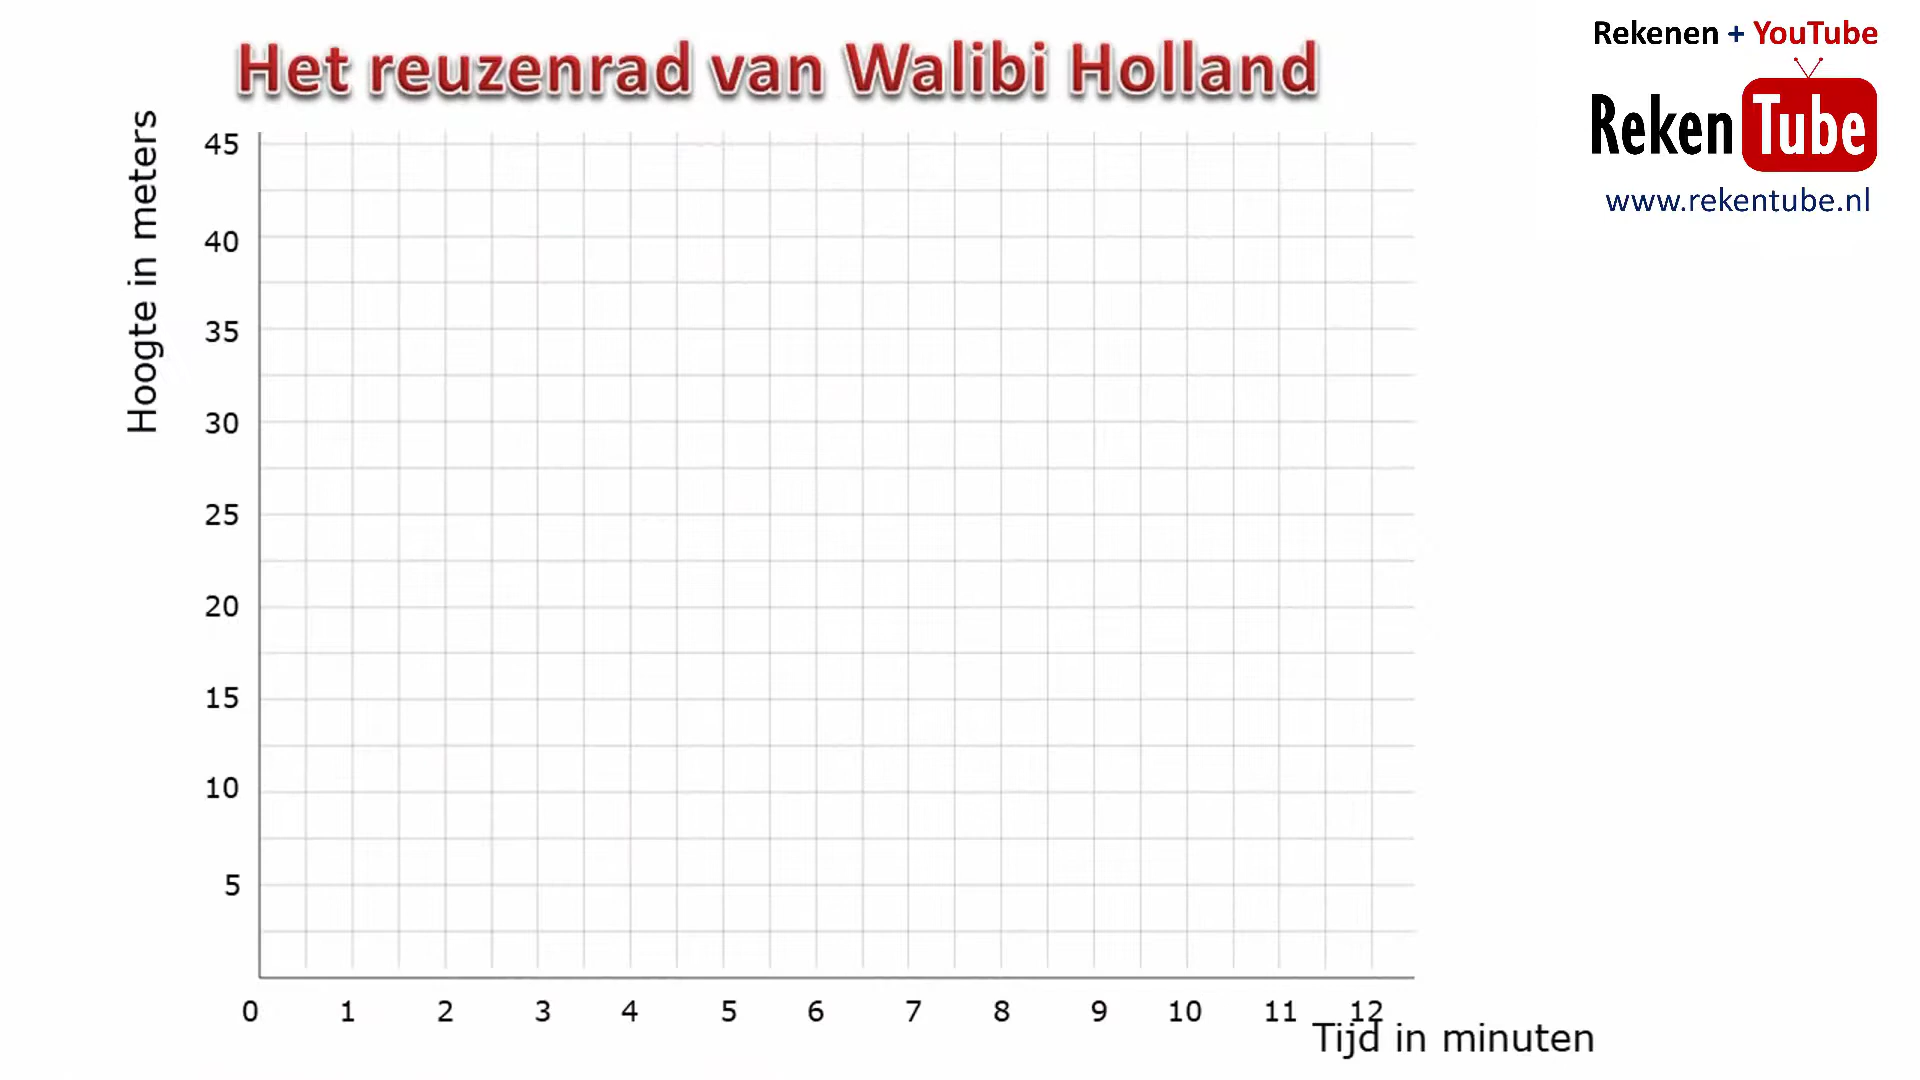 Het reuzenrad van Walibi Holland
Rekenen + YouTube
Reken Tube
www.rekentube.nl
Hoogte in meters
45
40
35
30
25
20
15
10
5
0 1 2 3 4 5 6 7 8 9 10 11 12
Tijd in minuten